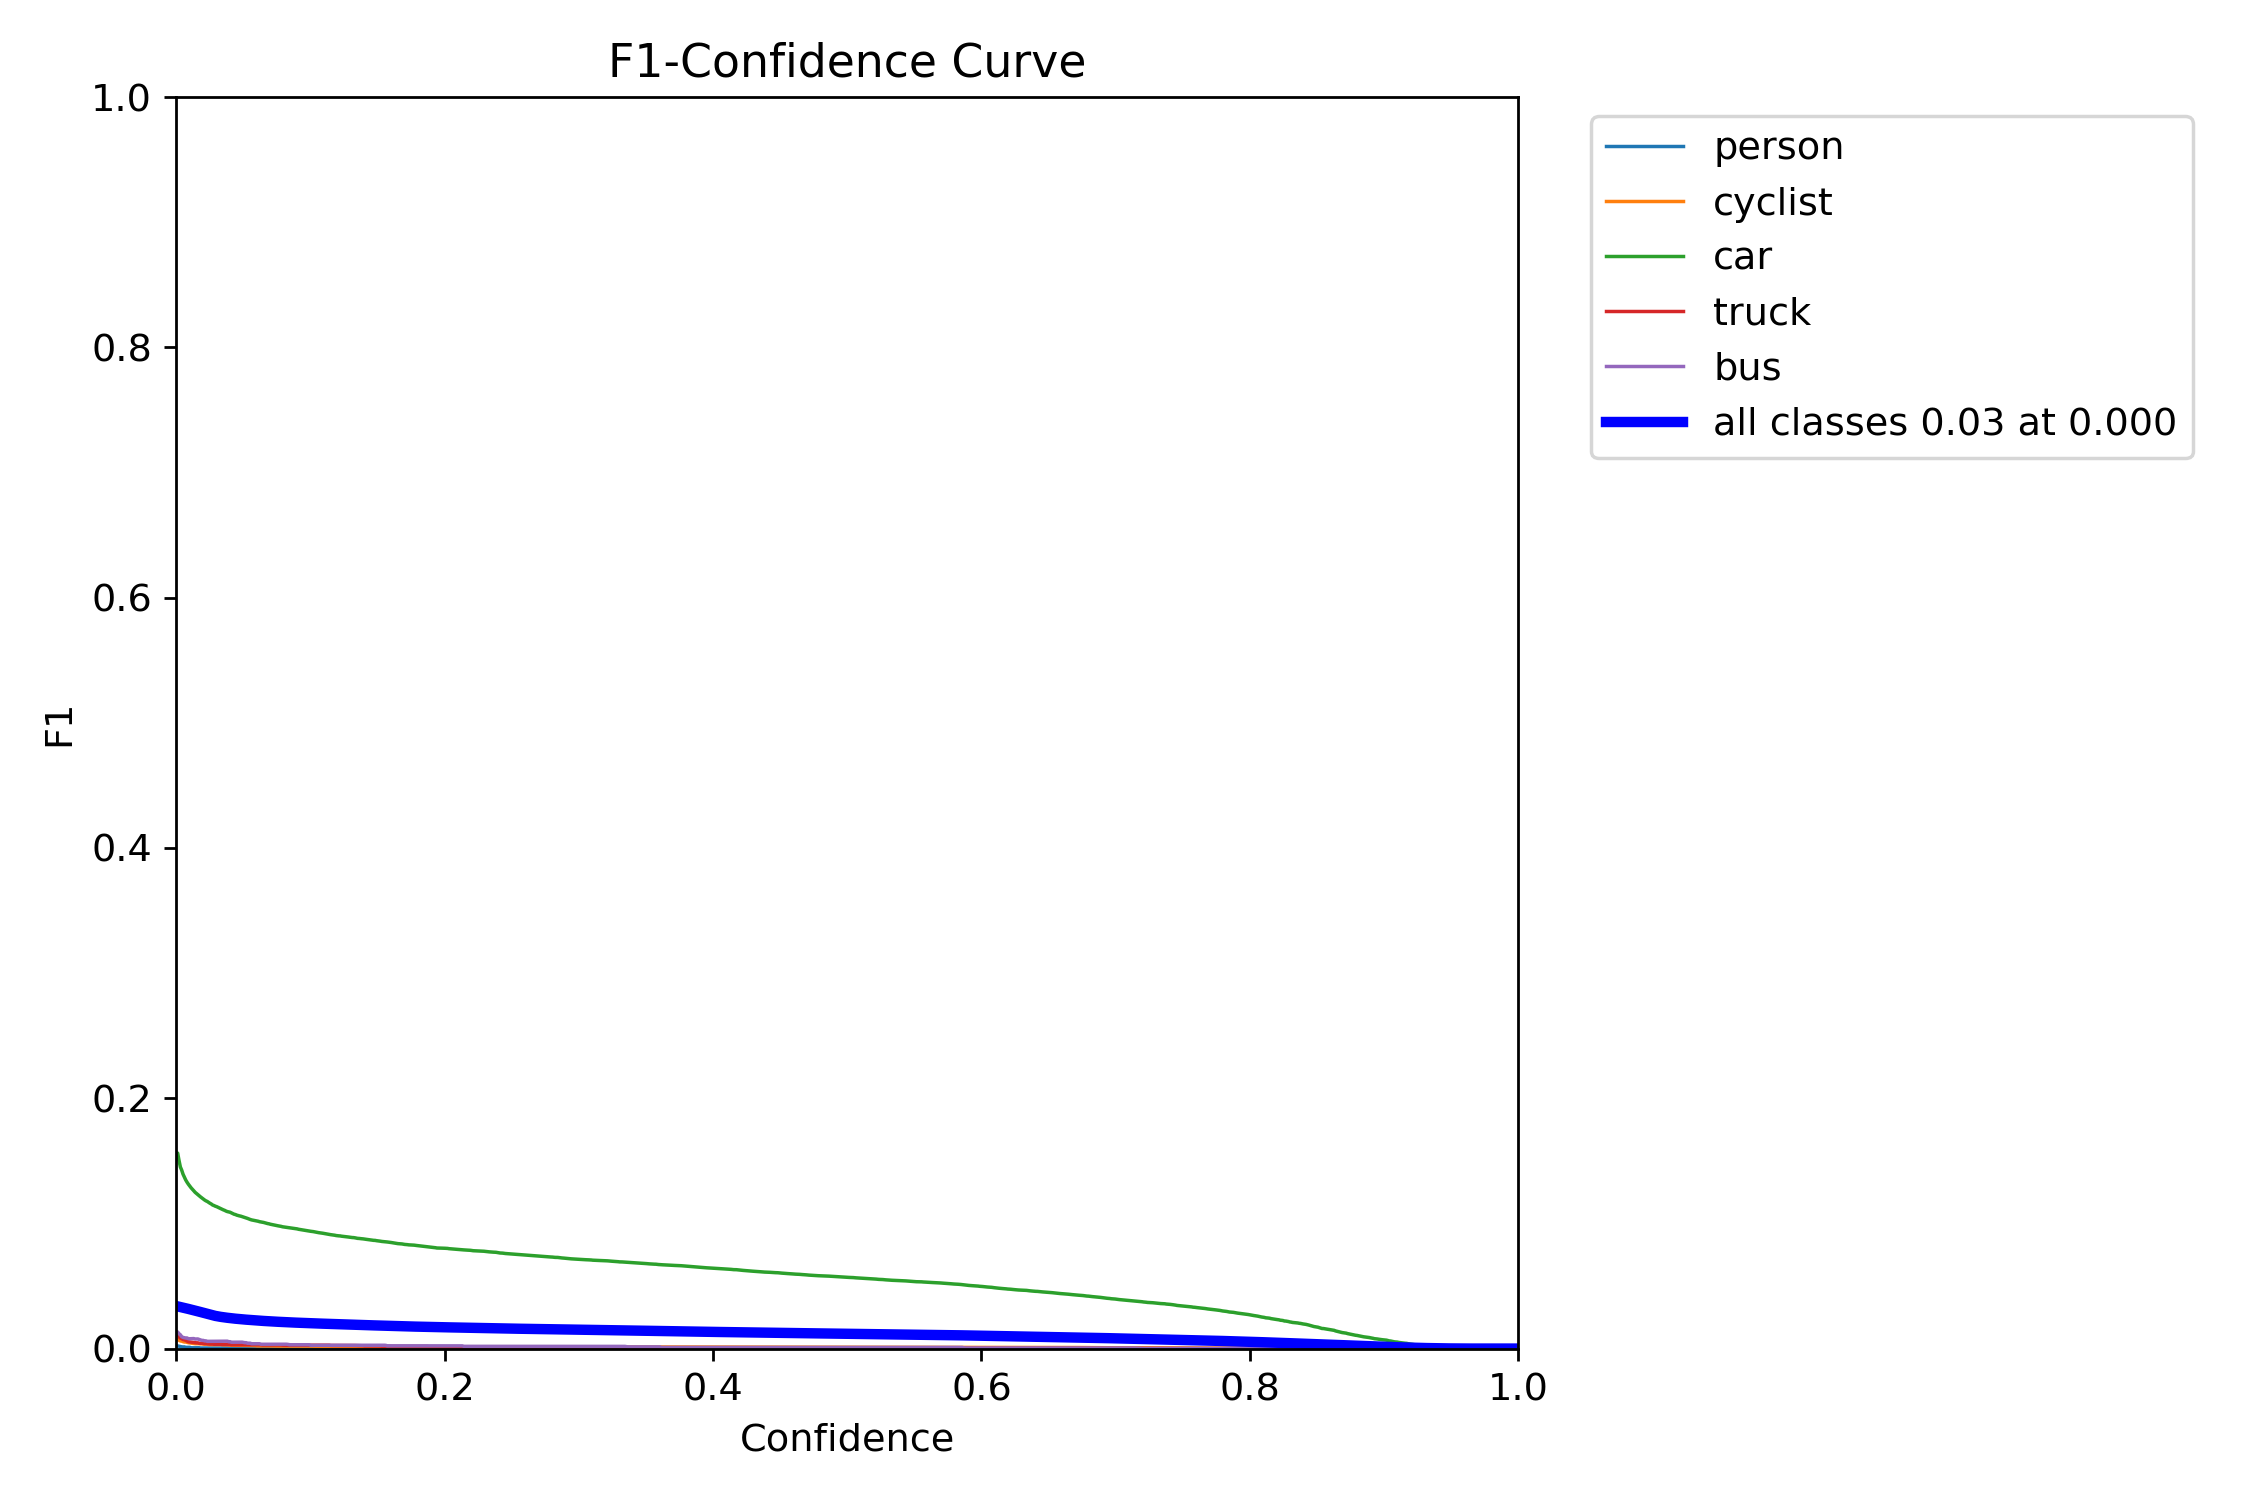 F1-Confidence Curve
1.0
0.8
0.6
0.4
0.2
0.0
F1
0.0 0.2 0.4 0.6 0.8 1.0
Confidence
person
cyclist
car
truck
bus
all classes 0.03 at 0.000